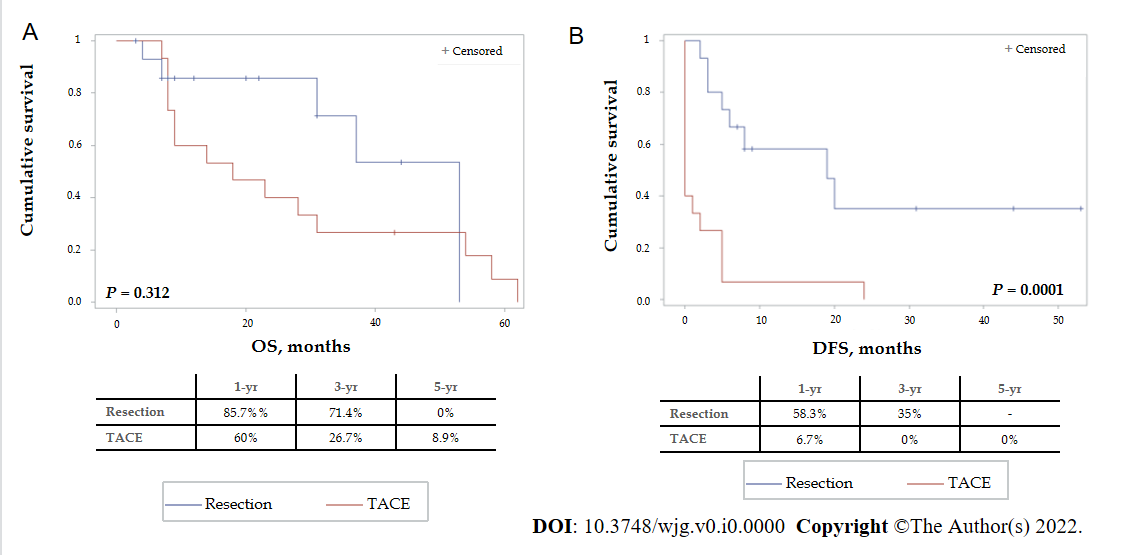 A
Cumulative survival
1
0.8
0.6
0.4
0.2
0.0
+ Censored
P = 0.312
0 20 40 60
OS, months
1-yr 3-yr 5-yr
Resection 85.7%% 71.4% 0%
TACE 60% 26.7% 8.9%
Resection TACE
B
Cumulative survival
1
0.8
0.6
0.4
0.2
0.0
+ Censored
P = 0.0001
0 10 20 30 40 50
DFS, months
1-yr 3-yr 5-yr
Resection 58.3% 35% -
TACE 6.7% 0% 0%
Resection TACE
DOI: 10.3748/wjg.v0.i0.0000 Copyright ©The Author(s) 2022.